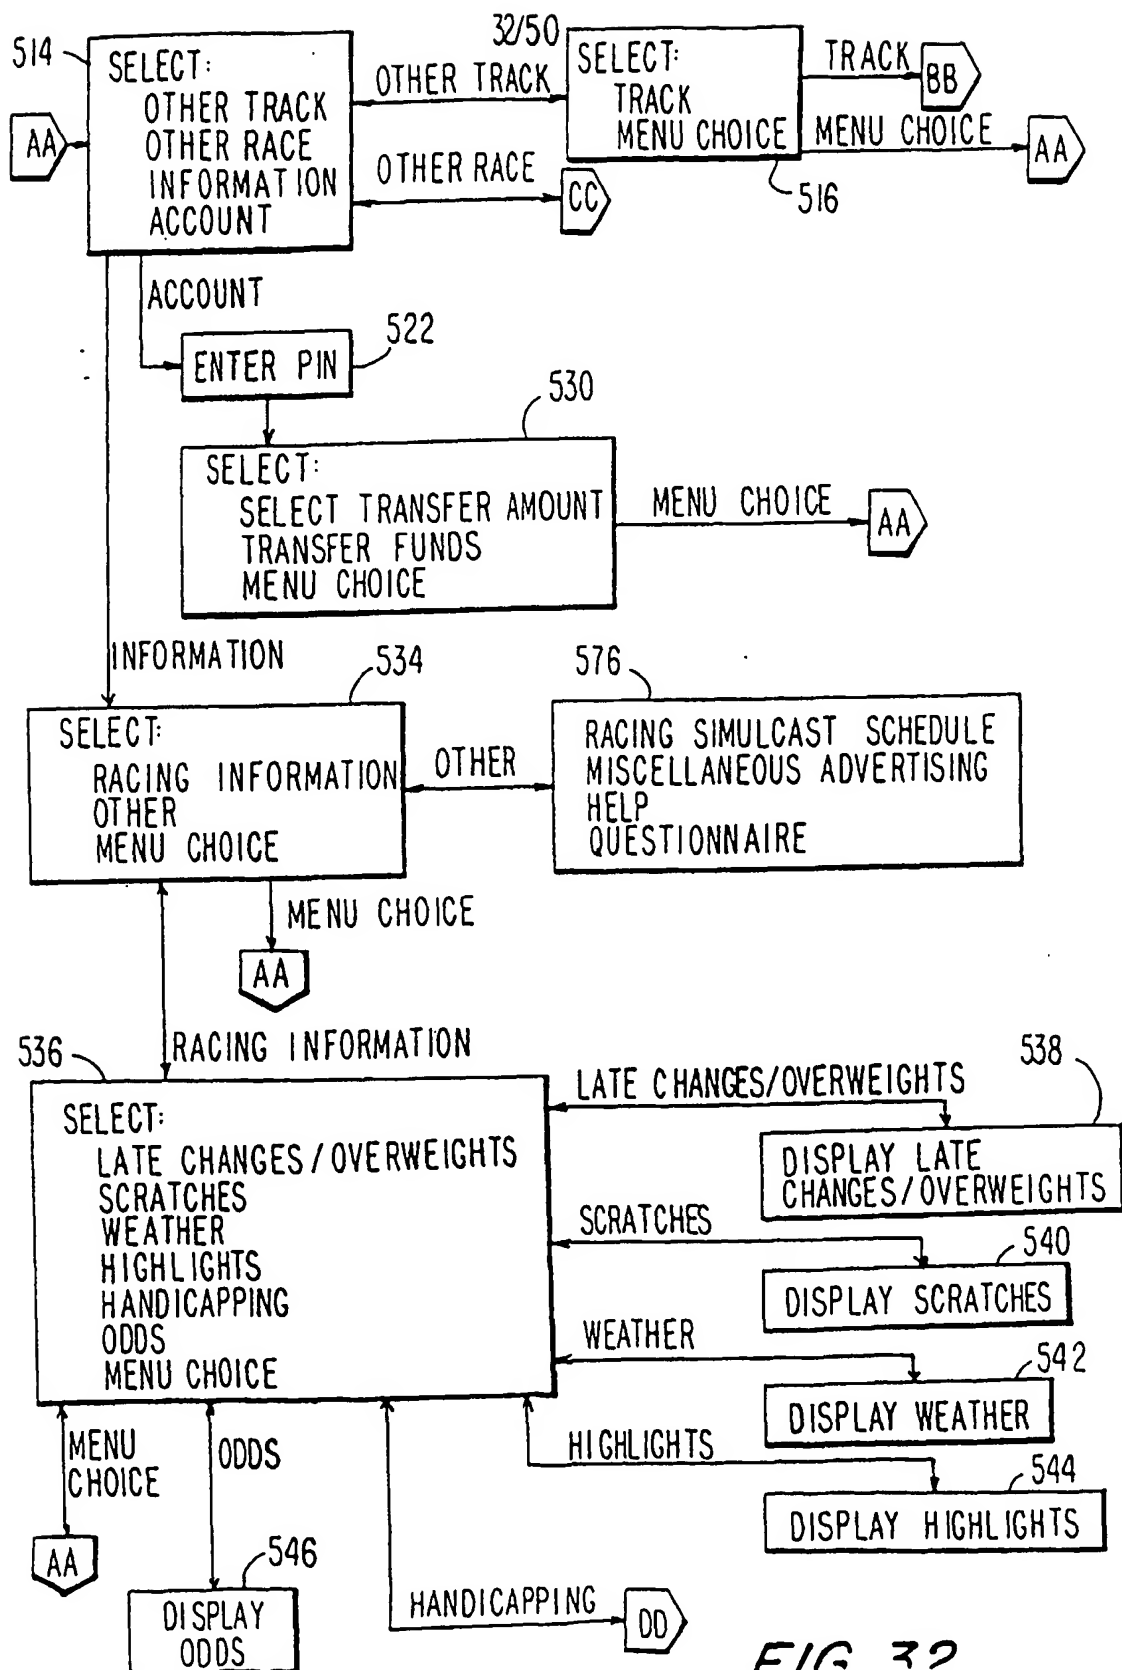 32/50
514
SELECT:
OTHER TRACK
OTHER RACE
INFORMATION
ACCOUNT
AA
OTHER TRACK
OTHER RACE
CC
SELECT:
TRACK
MENU CHOICE
516
TRACK
BB
MENU CHOICE
AA
ACCOUNT
ENTER PIN
522
530
SELECT:
SELECT TRANSFER AMOUNT
TRANSFER FUNDS
MENU CHOICE
MENU CHOICE
AA
INFORMATION
534
SELECT:
RACING INFORMATION
OTHER
MENU CHOICE
OTHER
576
RACING SIMULCAST SCHEDULE
MISCELLANEOUS ADVERTISING
HELP
QUESTIONNAIRE
MENU CHOICE
AA
RACING INFORMATION
536
SELECT:
LATE CHANGES/OVERWEIGHTS
SCRATCHES
WEATHER
HIGHLIGHTS
HANDICAPPING
ODDS
MENU CHOICE
LATE CHANGES/OVERWEIGHTS
538
DISPLAY LATE
CHANGES/OVERWEIGHTS
SCRATCHES
540
DISPLAY SCRATCHES
WEATHER
542
DISPLAY WEATHER
HIGHLIGHTS
544
DISPLAY HIGHLIGHTS
MENU
CHOICE
AA
ODDS
546
DISPLAY
ODDS
HANDICAPPING
DD
FIG. 32